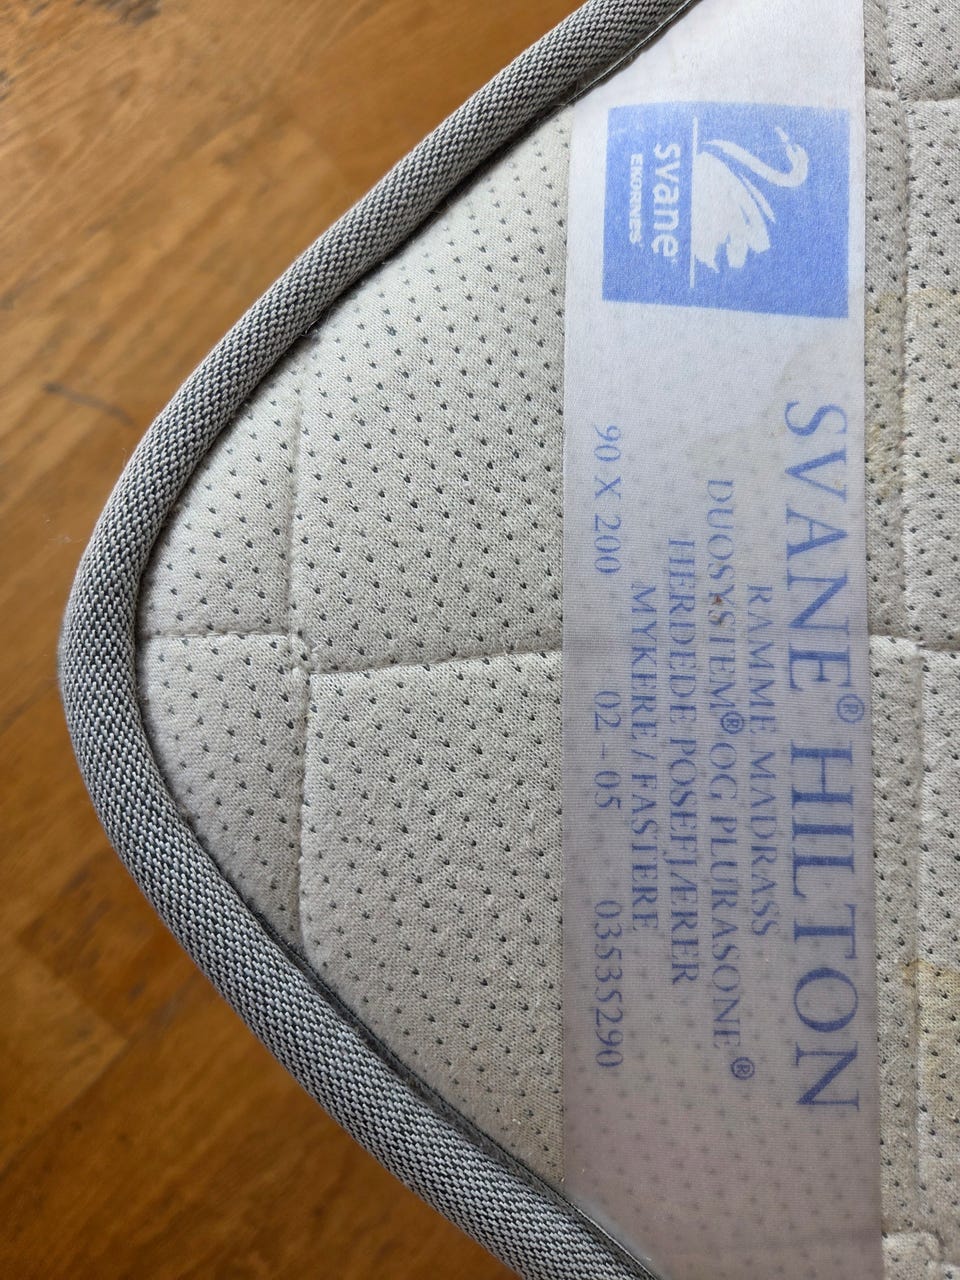 svane®
EKORNES®
SVANE® HILTON
RAMME MADRASS
DUOSYSTEM® OG PLURASONE®
HERDEDE POSEFJÆRER
MYKERE / FASTERE
90 X 200 02 - 05 03535290